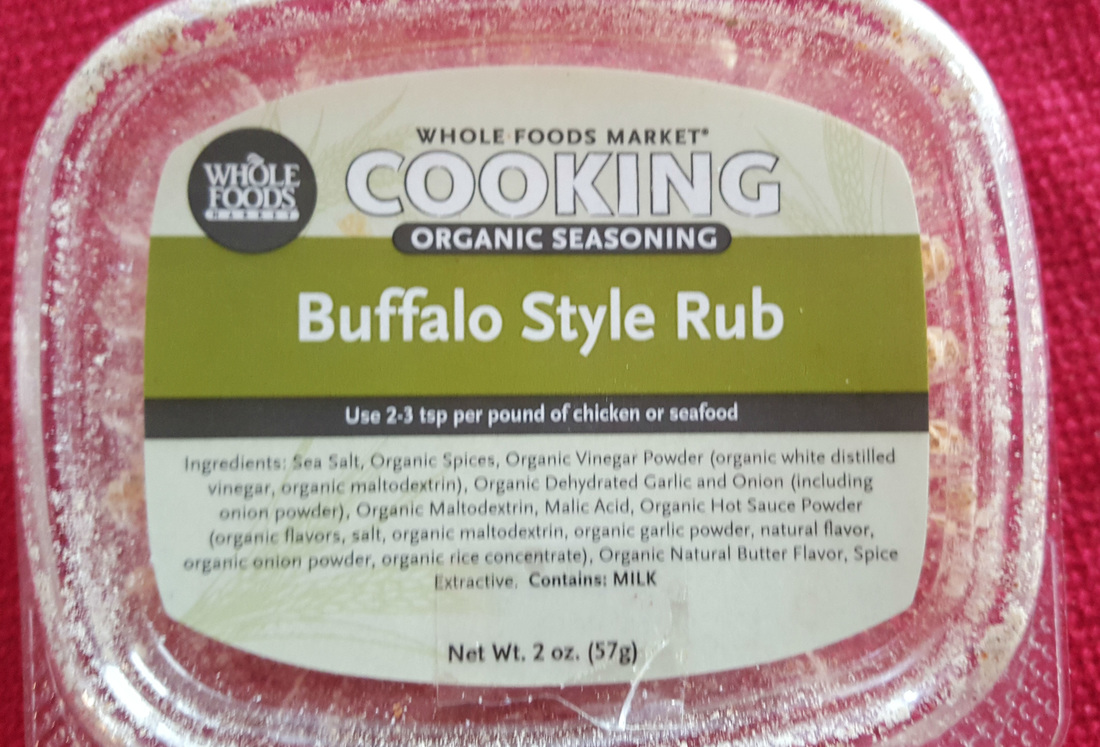 WHOLE FOODS MARKET®
WHOLE
FOODS
MARKET
COOKING
ORGANIC SEASONING
Buffalo Style Rub
Use 2-3 tsp per pound of chicken or seafood
Ingredients: Sea Salt, Organic Spices, Organic Vinegar Powder (organic white distilled
vinegar, organic maltodextrin), Organic Dehydrated Garlic and Onion (including
onion powder), Organic Maltodextrin, Malic Acid, Organic Hot Sauce Powder
(organic flavors, salt, organic maltodextrin, organic garlic powder, natural flavor,
organic onion powder, organic rice concentrate), Organic Natural Butter Flavor, Spice
Extractive. Contains: MILK
Net Wt. 2 oz. (57g)